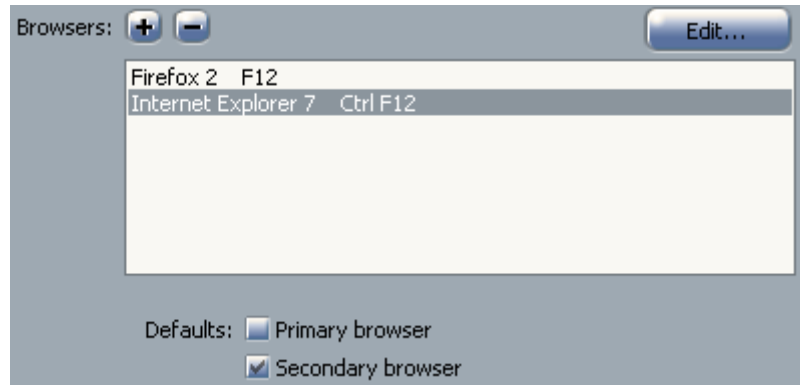 Browsers: + − Edit...
Firefox 2 F12
Internet Explorer 7 Ctrl F12
Defaults: Primary browser
Secondary browser